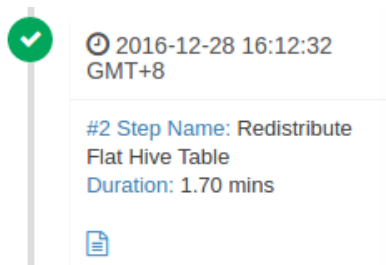 2016-12-28 16:12:32
GMT+8
#2 Step Name: Redistribute
Flat Hive Table
Duration: 1.70 mins